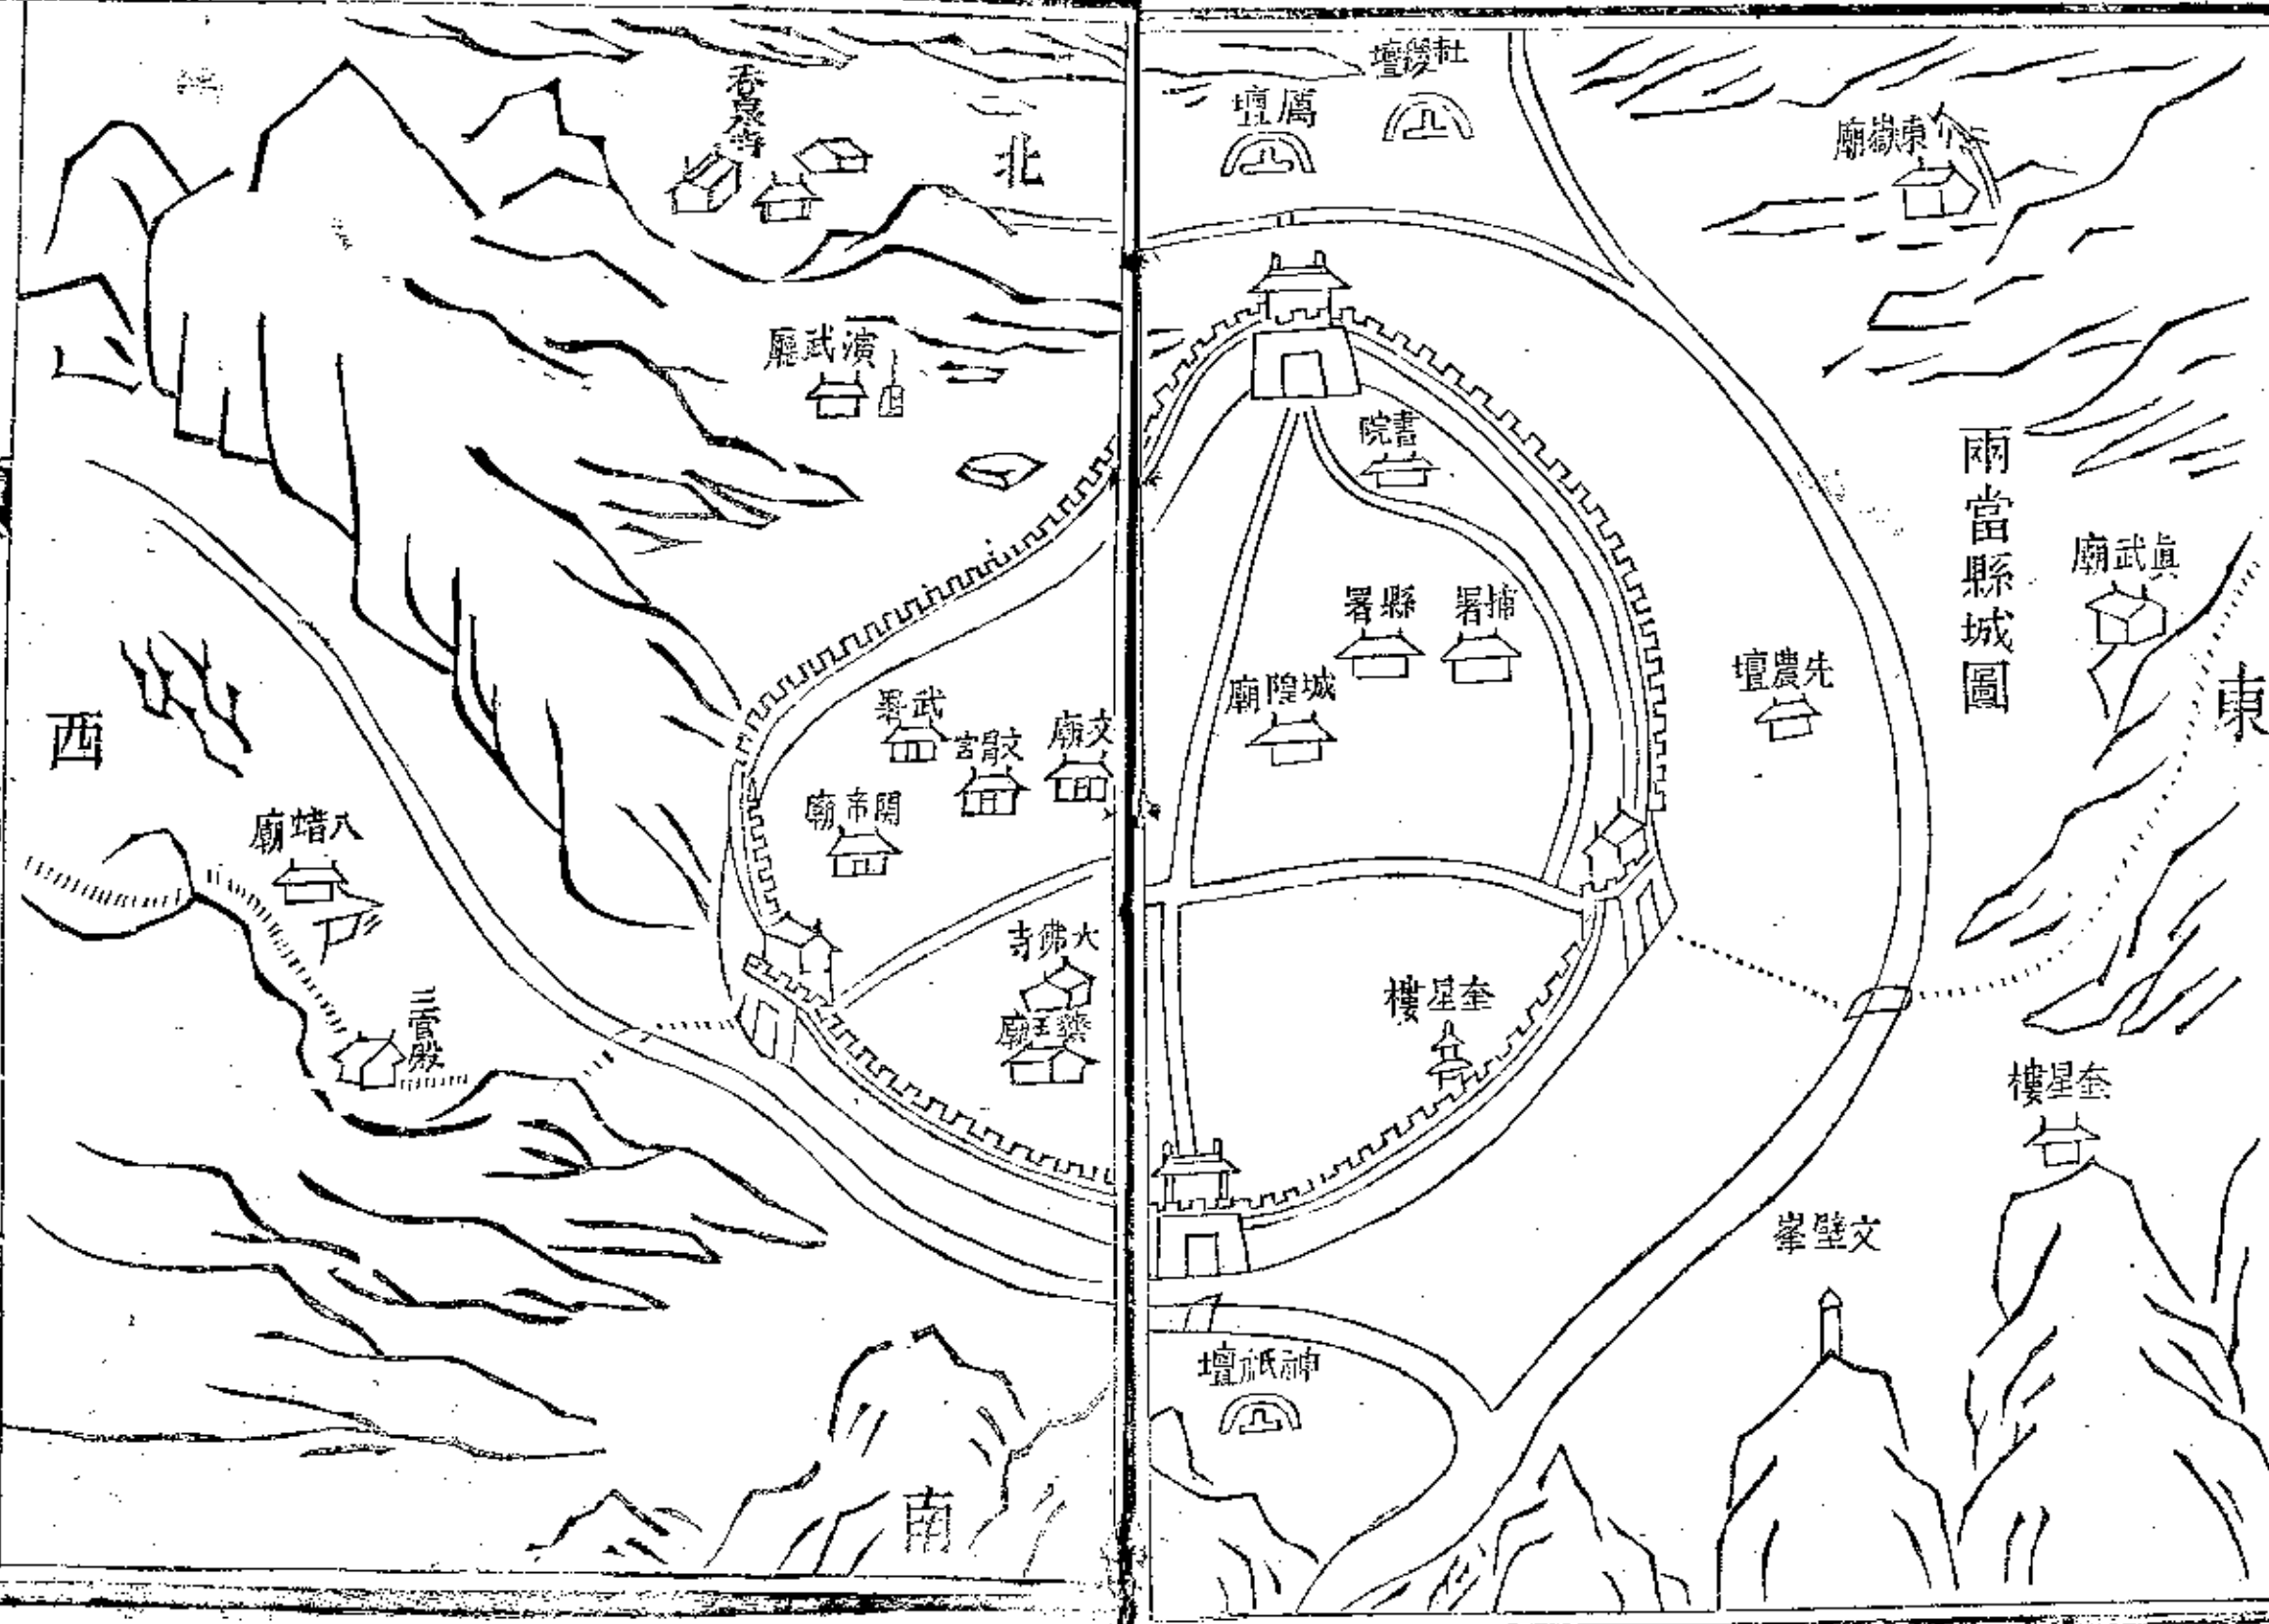 兩當縣城圖
東
眞武廟
東嶽廟
奎星樓
文壁峯
先農壇
社稷壇
厲壇
書院
捕署
縣署
城隍廟
奎星樓
神祇壇
北
香泉寺
演武廳
文廟
文昌宮
武署
關帝廟
大佛寺
藥王廟
南
西
八蜡廟
三官殿